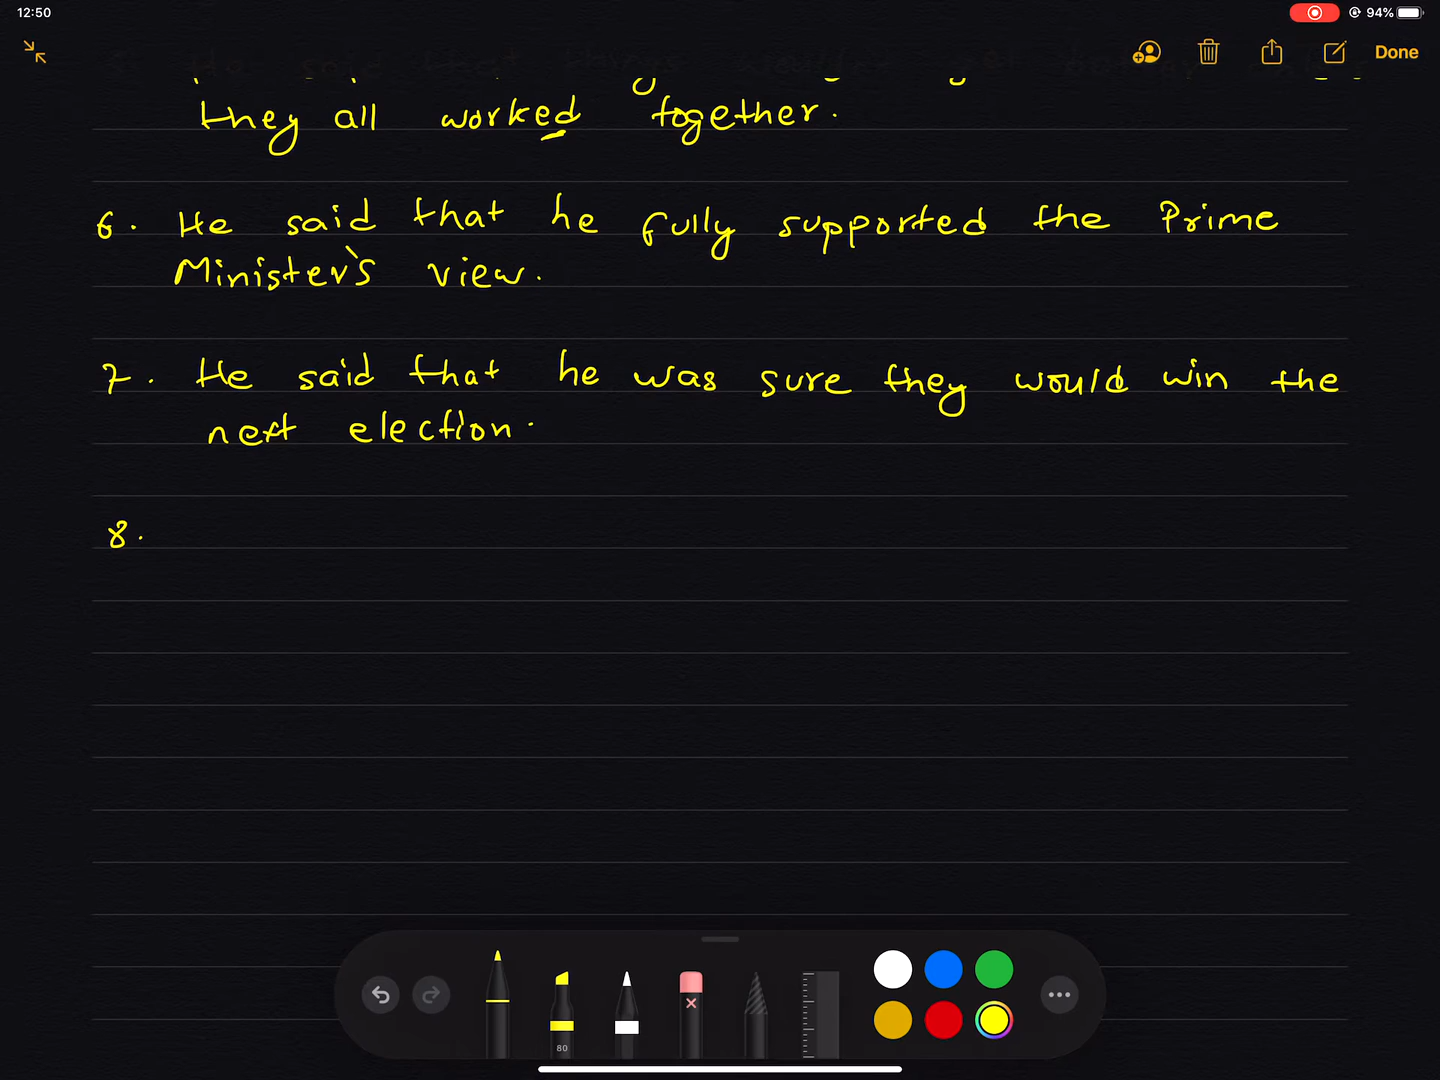 12:50
94%
Done
they all worked together.
6. He said that he fully supported the Prime
Minister's view.
7. He said that he was sure they would win the
next election.
8.
80